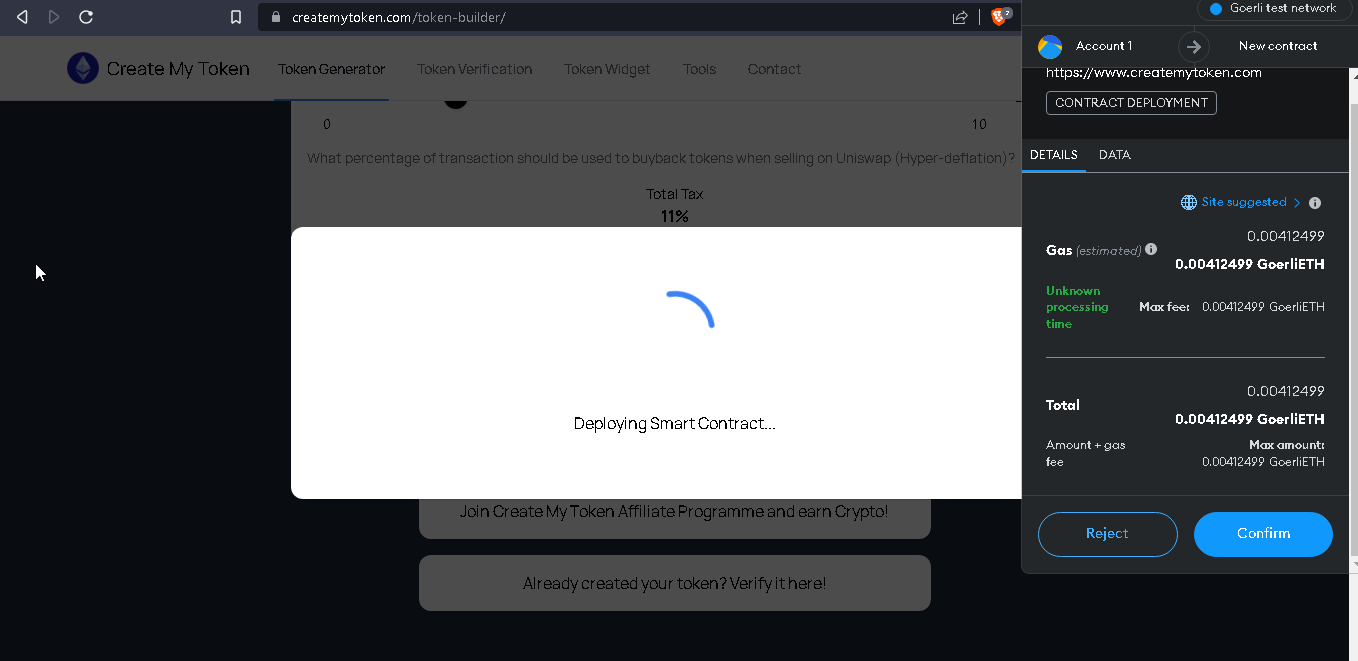 createmytoken.com/token-builder/
2
Goerli test network
Create My Token
Token Generator
Token Verification
Token Widget
Tools
Contact
Account 1
New contract
https://www.createmytoken.com
CONTRACT DEPLOYMENT
0
10
What percentage of transaction should be used to buyback tokens when selling on Uniswap (Hyper-deflation)?
Total Tax
11%
DETAILS
DATA
Site suggested
Gas (estimated)
0.00412499
0.00412499 GoerliETH
Unknown
processing
time
Max fee: 0.00412499 GoerliETH
Total
0.00412499
0.00412499 GoerliETH
Amount + gas
fee
Max amount:
0.00412499 GoerliETH
Reject
Confirm
Deploying Smart Contract...
Join Create My Token Affiliate Programme and earn Crypto!
Already created your token? Verify it here!